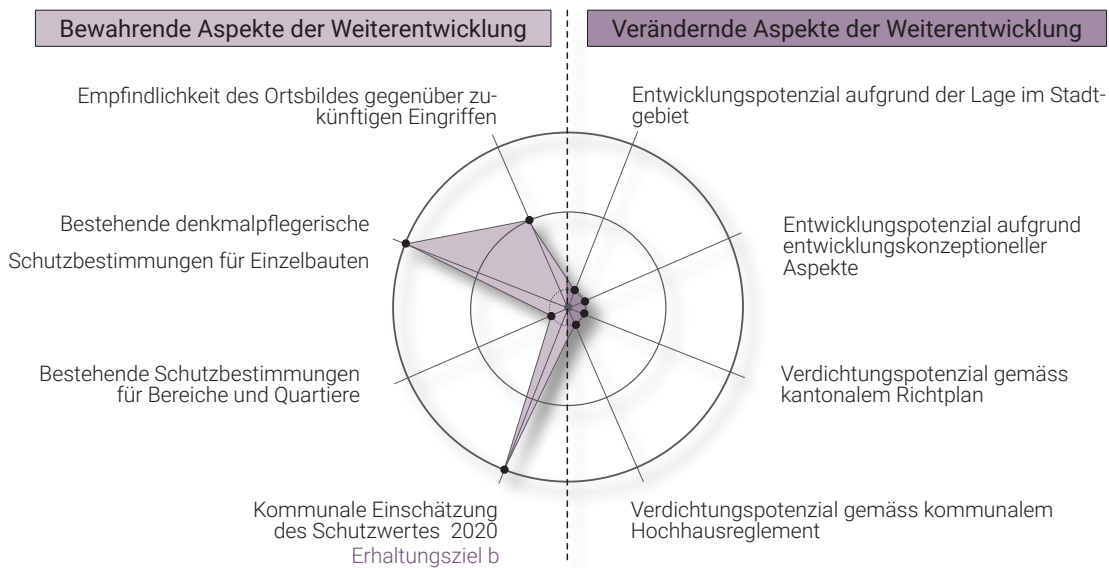 Bewahrende Aspekte der Weiterentwicklung
Verändernde Aspekte der Weiterentwicklung
Empfindlichkeit des Ortsbildes gegenüber zu-
künftigen Eingriffen
Entwicklungspotenzial aufgrund der Lage im Stadt-
gebiet
Bestehende denkmalpflegerische
Schutzbestimmungen für Einzelbauten
Entwicklungspotenzial aufgrund
entwicklungskonzeptioneller
Aspekte
Bestehende Schutzbestimmungen
für Bereiche und Quartiere
Verdichtungspotenzial gemäss
kantonalem Richtplan
Kommunale Einschätzung
des Schutzwertes 2020
Erhaltungsziel b
Verdichtungspotenzial gemäss kommunalem
Hochhausreglement